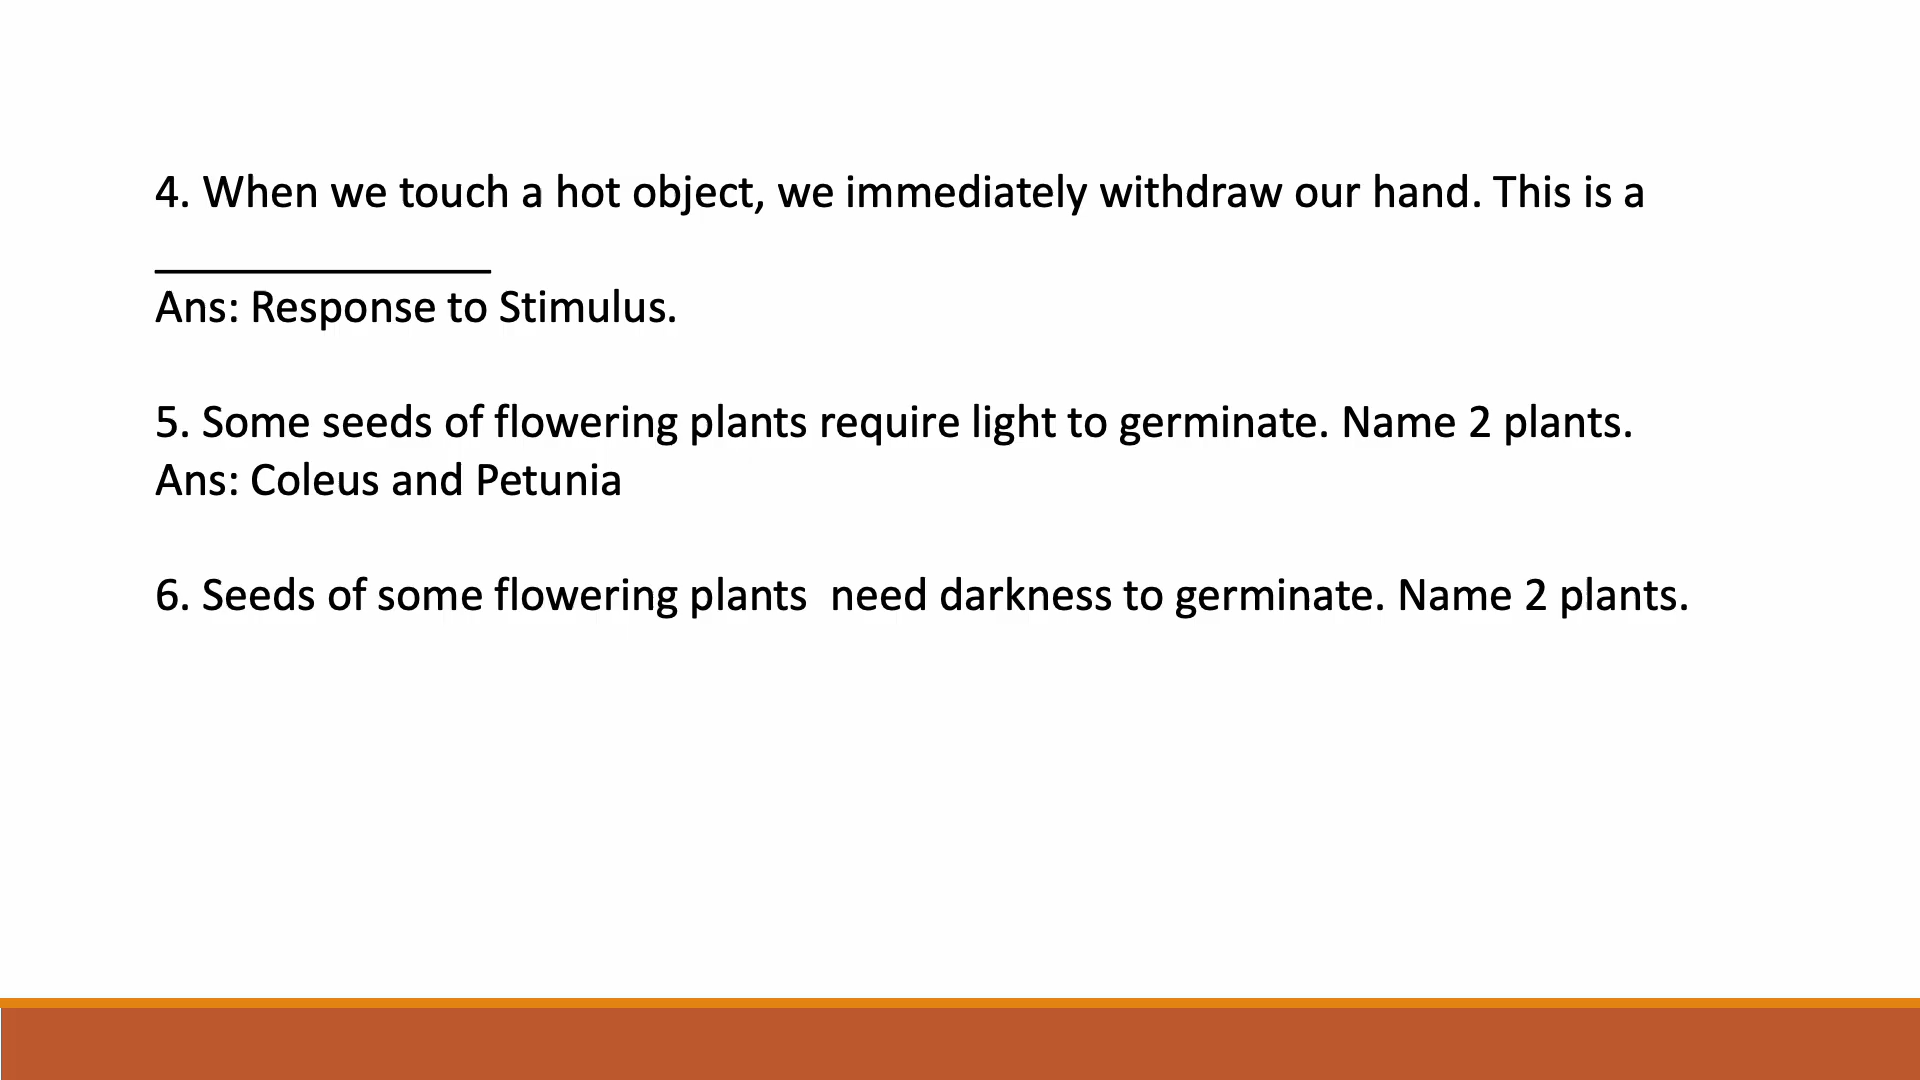 4. When we touch a hot object, we immediately withdraw our hand. This is a
______________
Ans: Response to Stimulus.
5. Some seeds of flowering plants require light to germinate. Name 2 plants.
Ans: Coleus and Petunia
6. Seeds of some flowering plants  need darkness to germinate. Name 2 plants.